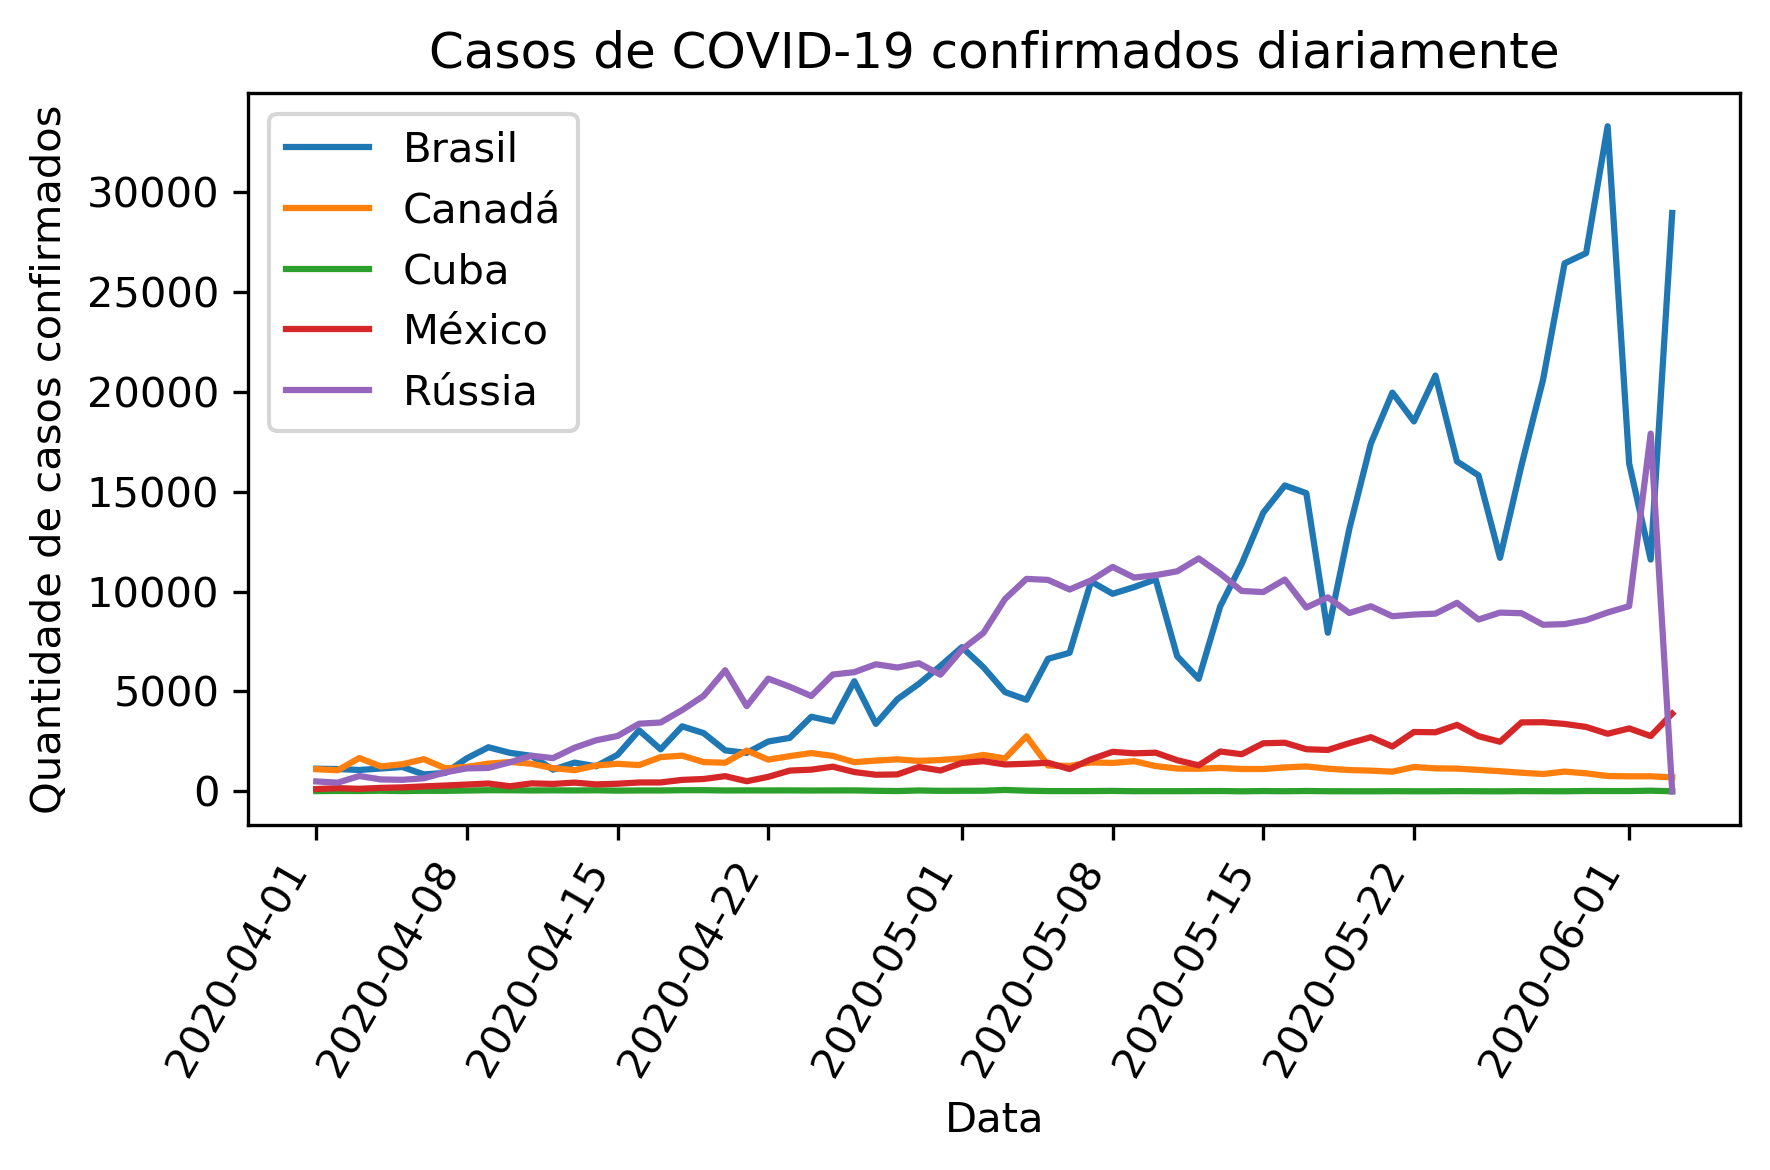 Casos de COVID-19 confirmados diariamente
Quantidade de casos confirmados
Brasil
Canadá
Cuba
México
Rússia
30000
25000
20000
15000
10000
5000
0
2020-04-01
2020-04-08
2020-04-15
2020-04-22
2020-05-01
2020-05-08
2020-05-15
2020-05-22
2020-06-01
Data